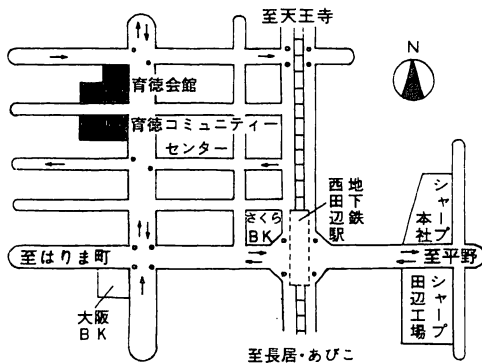 至天王寺
N
育徳会館
育徳コミュニティー
センター
地下鉄
西田辺駅
さくら
BK
シャープ
本社
至はりま町
至平野
大阪
BK
シャープ
田辺工場
至長居・あびこ